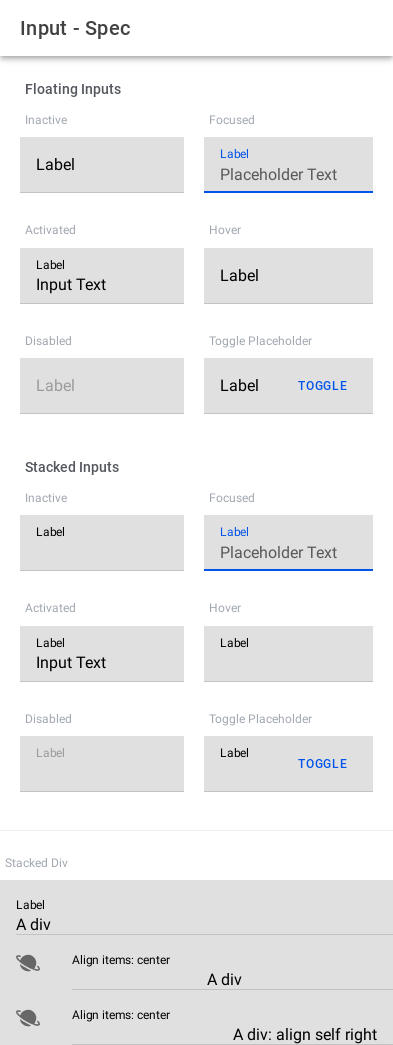 Input - Spec
Floating Inputs
Inactive Focused
Label
Label
Placeholder Text
Activated Hover
Label
Input Text
Label
Disabled Toggle Placeholder
Label
Label TOGGLE
Stacked Inputs
Inactive Focused
Label
Label
Placeholder Text
Activated Hover
Label
Input Text
Label
Disabled Toggle Placeholder
Label
Label
TOGGLE
Stacked Div
Label
A div
Align items: center
A div
Align items: center
A div: align self right